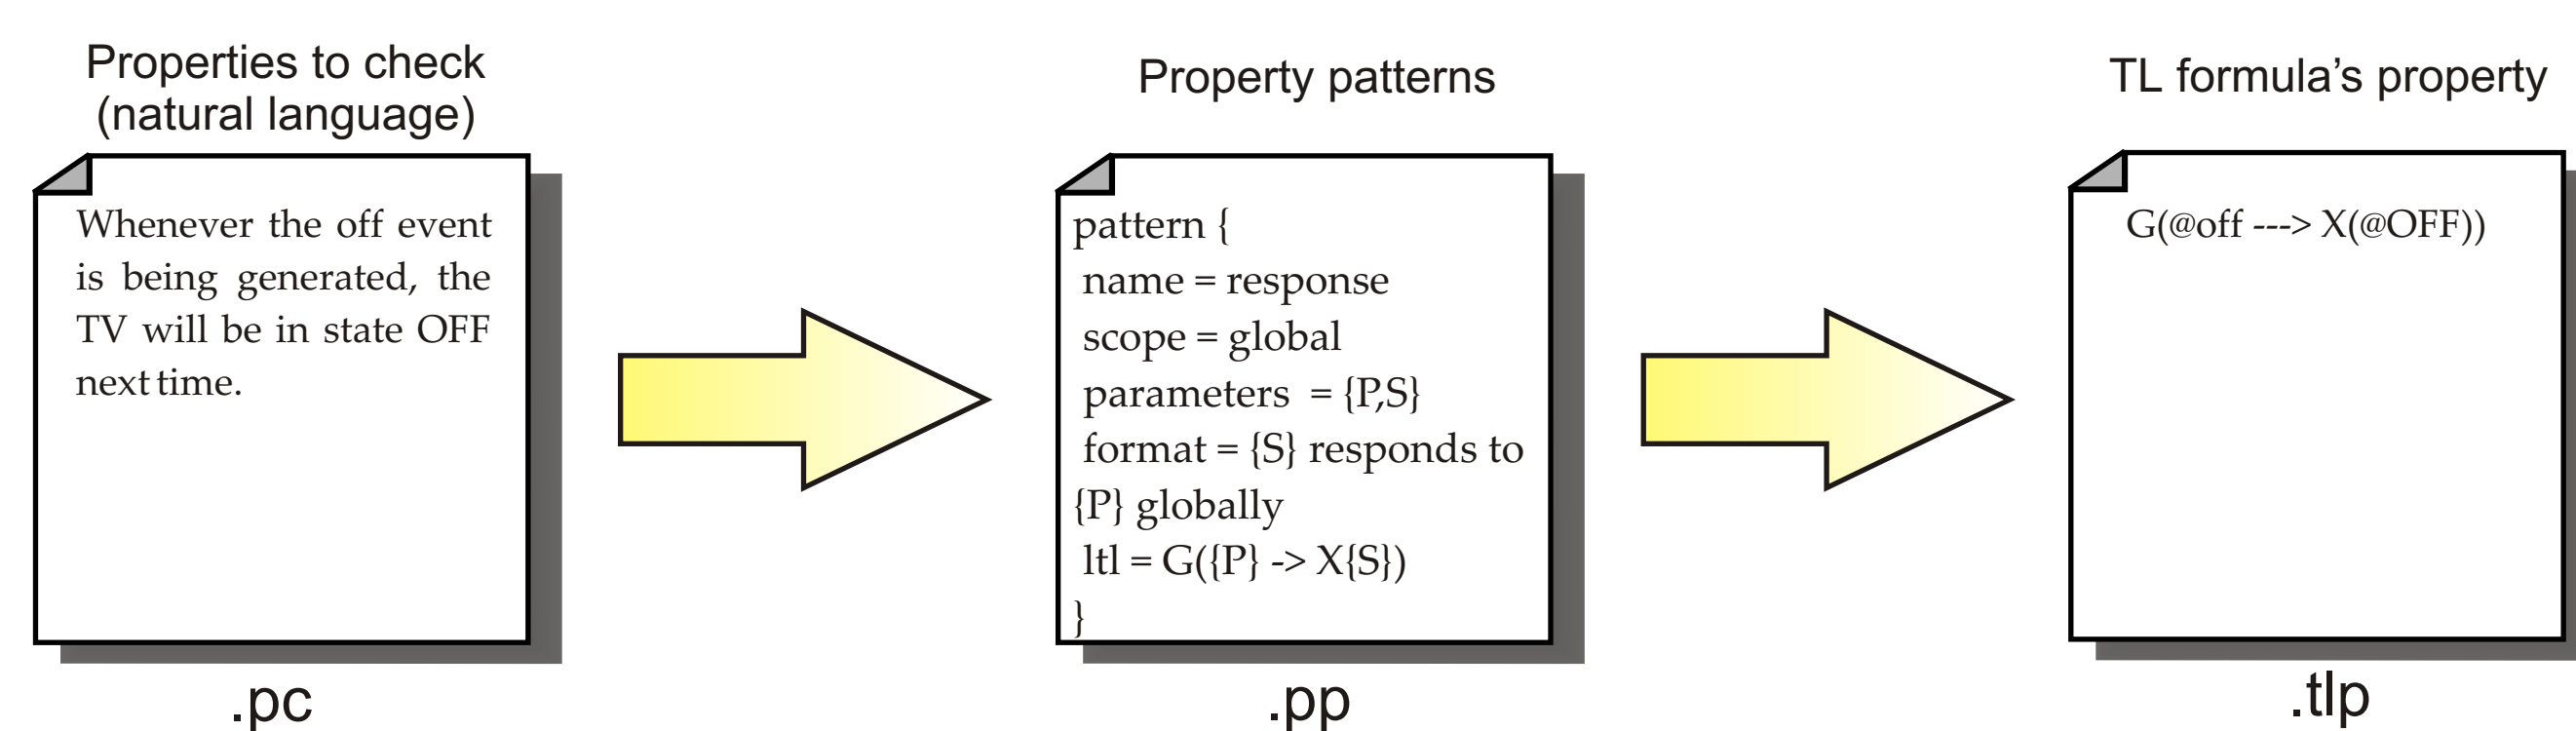 Properties to check
(natural language)
Whenever the off event
is being generated, the
TV will be in state OFF
next time.
.pc
Property patterns
pattern {
name = response
scope = global
parameters = {P,S}
format = {S} responds to
{P} globally
ltl = G({P} -> X{S})
}
.pp
TL formula’s property
G(@off ---> X(@OFF))
.tlp